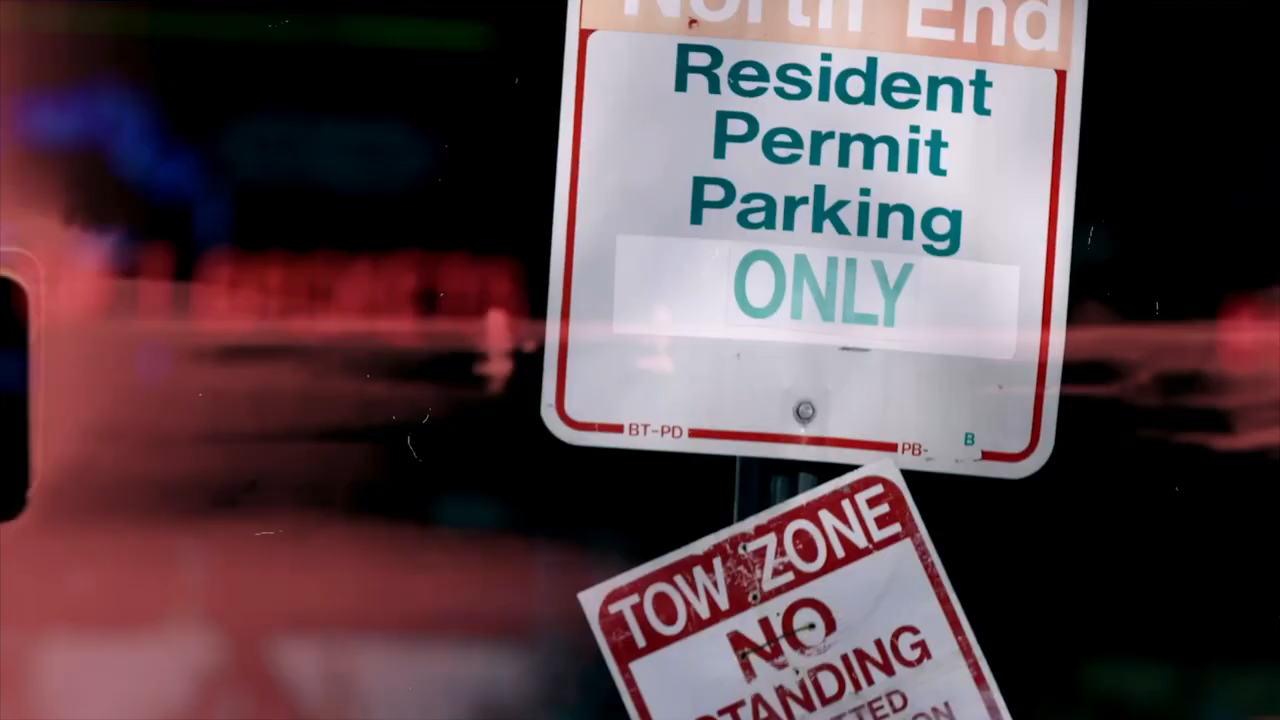 North End
Resident
Permit
Parking
ONLY
BT-PD
PB-
B
TOW ZONE
NO
STANDING